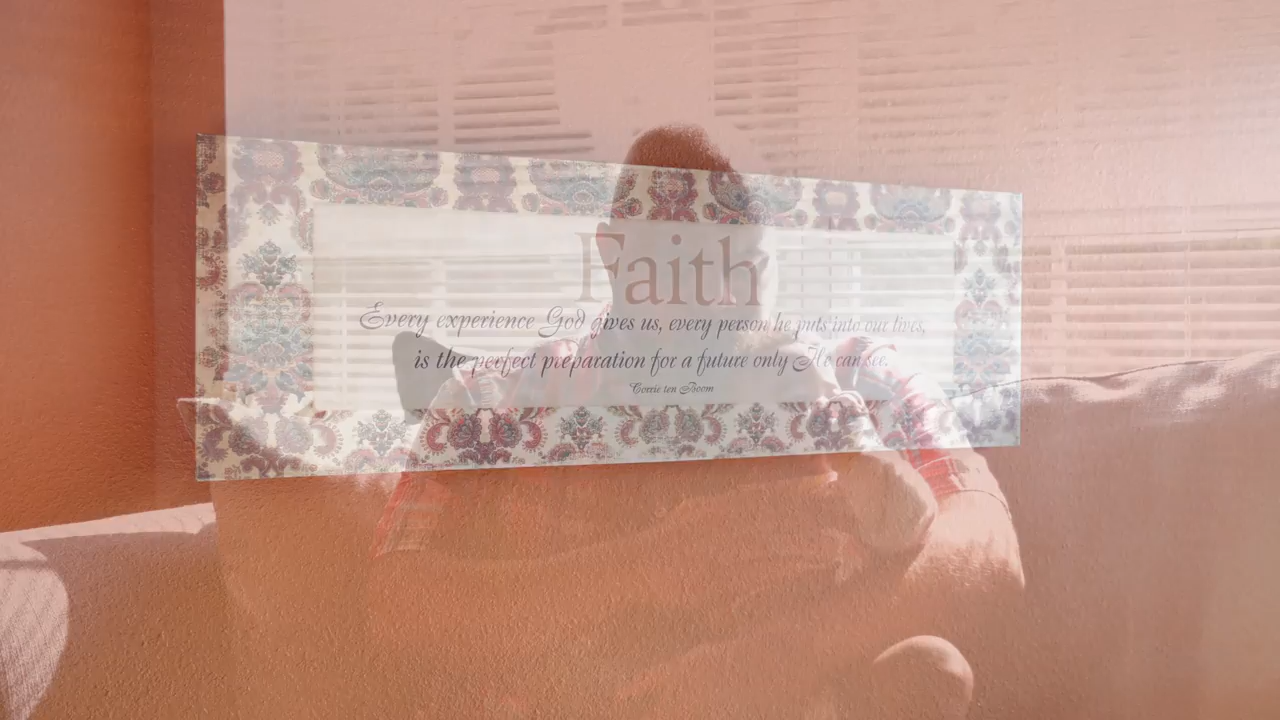 Faith
Every experience God gives us, every person he puts into our lives,
is the perfect preparation for a future only He can see.
Corrie ten Boom